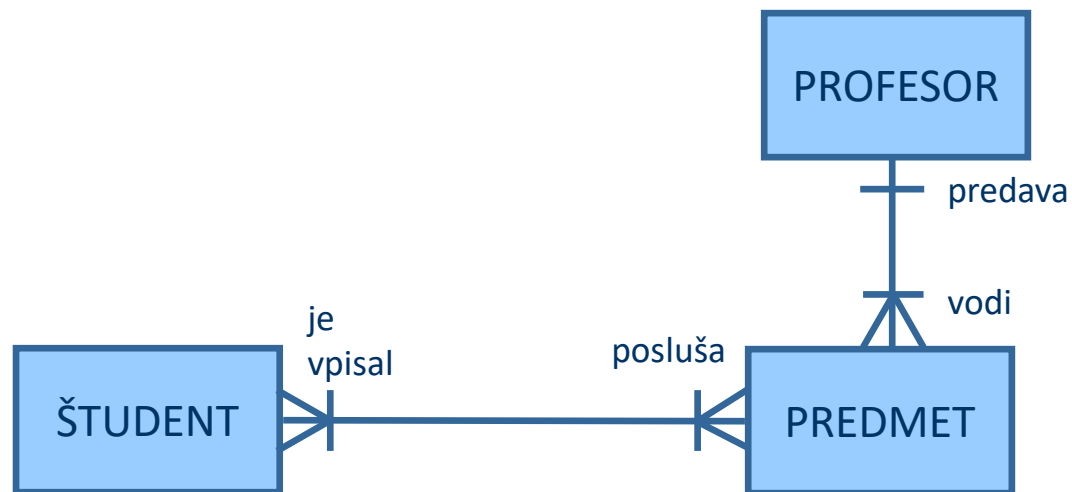 PROFESOR
predava
vodi
je
vpisal
posluša
ŠTUDENT
PREDMET